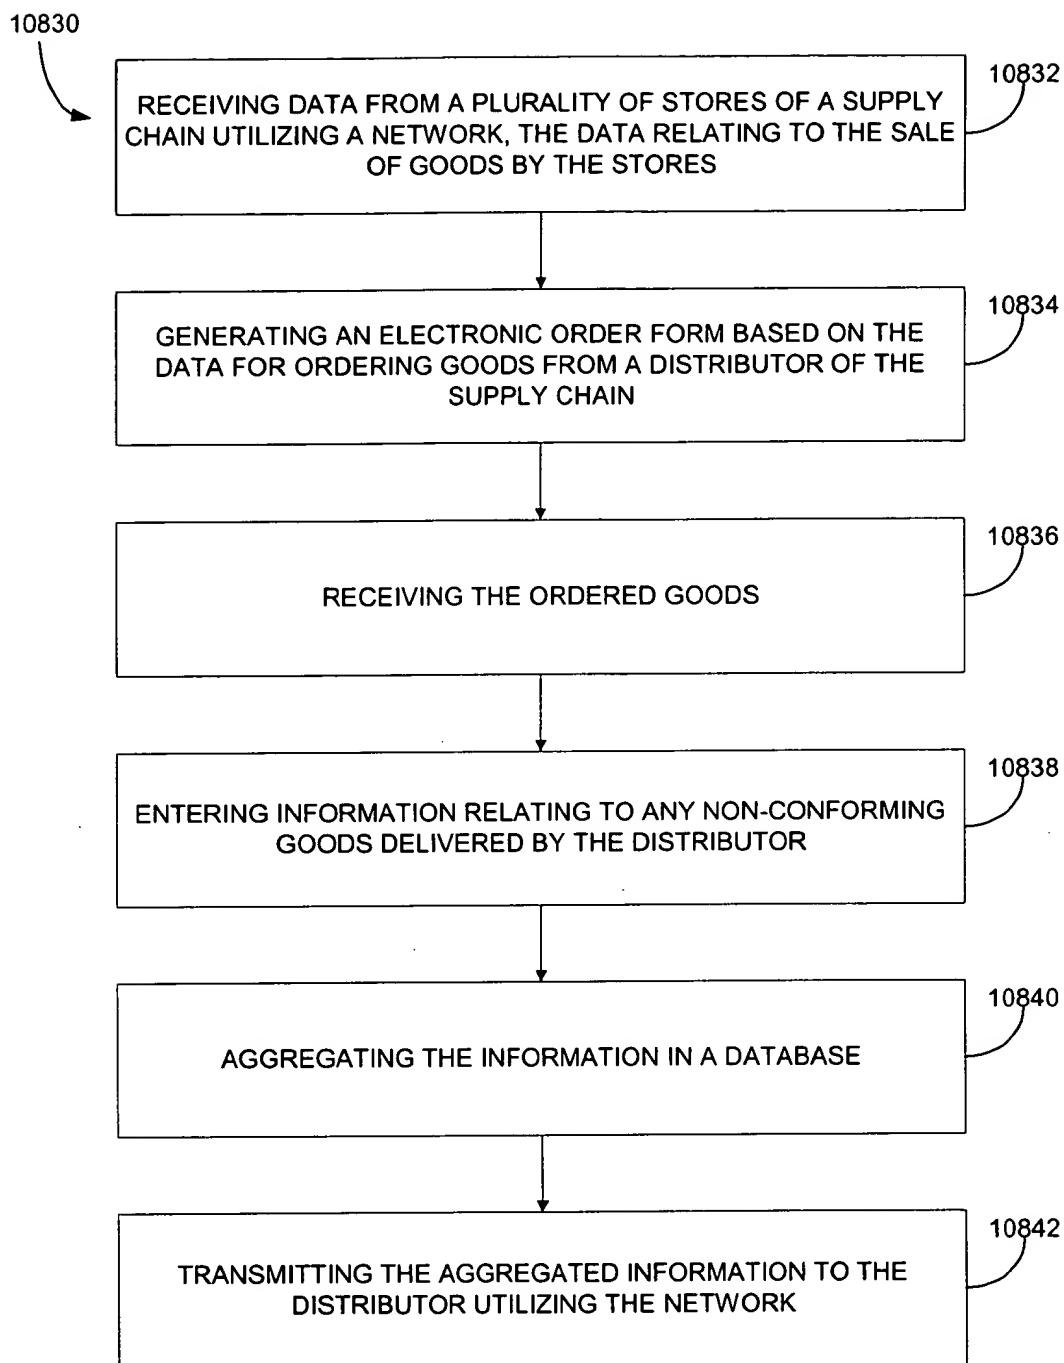 10830
10832
RECEIVING DATA FROM A PLURALITY OF STORES OF A SUPPLY
CHAIN UTILIZING A NETWORK, THE DATA RELATING TO THE SALE
OF GOODS BY THE STORES
10834
GENERATING AN ELECTRONIC ORDER FORM BASED ON THE
DATA FOR ORDERING GOODS FROM A DISTRIBUTOR OF THE
SUPPLY CHAIN
10836
RECEIVING THE ORDERED GOODS
10838
ENTERING INFORMATION RELATING TO ANY NON-CONFORMING
GOODS DELIVERED BY THE DISTRIBUTOR
10840
AGGREGATING THE INFORMATION IN A DATABASE
10842
TRANSMITTING THE AGGREGATED INFORMATION TO THE
DISTRIBUTOR UTILIZING THE NETWORK